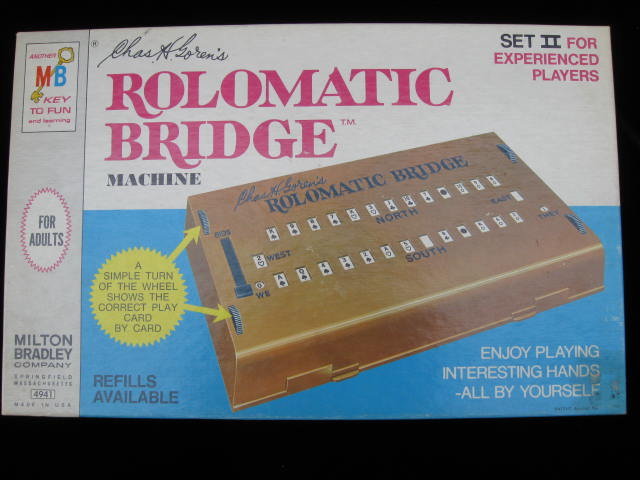 ANOTHER
MB
KEY
TO FUN
and learning
®
Chas. H. Goren's
ROLOMATIC
BRIDGE
T.M.
MACHINE
SET II FOR
EXPERIENCED
PLAYERS
FOR
ADULTS
A
SIMPLE TURN
OF THE WHEEL
SHOWS THE
CORRECT PLAY
CARD
BY CARD
Chas. H. Goren's
ROLOMATIC BRIDGE
BIDS
NORTH
EAST
WEST
SOUTH
THEY
WE
MILTON
BRADLEY
COMPANY
SPRINGFIELD
MASSACHUSETTS
4941
MADE IN U.S.A.
REFILLS
AVAILABLE
ENJOY PLAYING
INTERESTING HANDS
-ALL BY YOURSELF